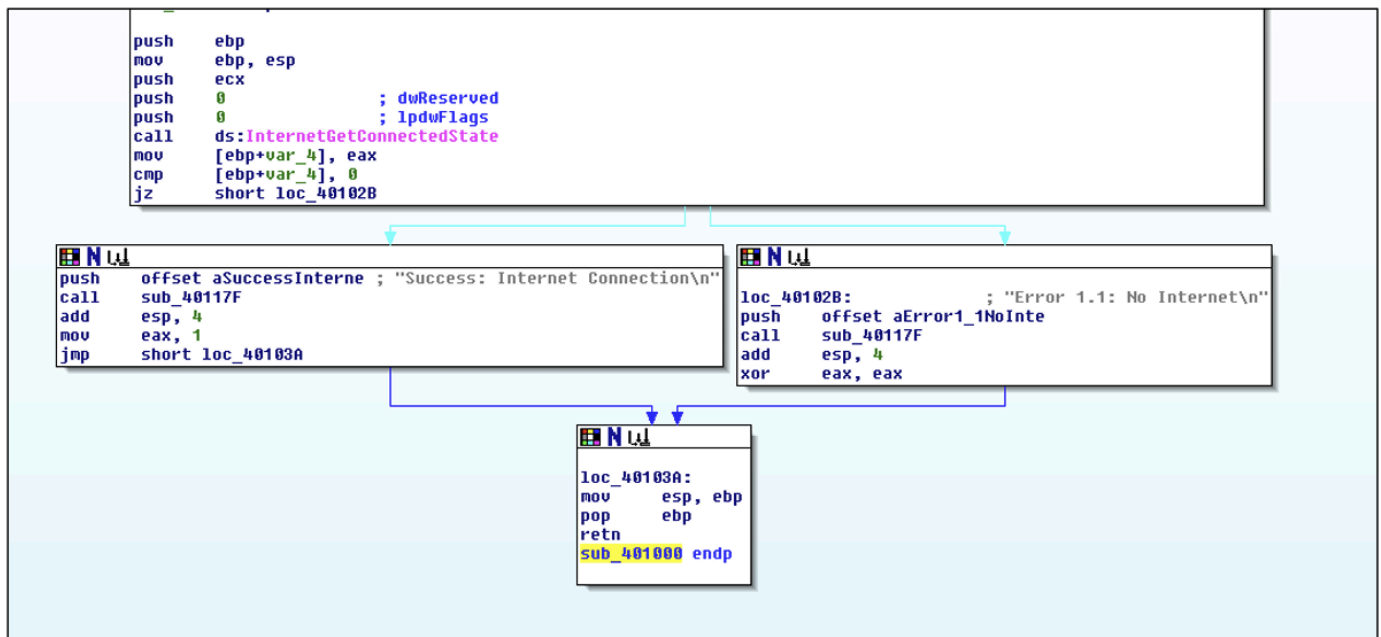 push    ebp
mov     ebp, esp
push    ecx
push    0               ; dwReserved
push    0               ; lpdwFlags
call    ds:InternetGetConnectedState
mov     [ebp+var_4], eax
cmp     [ebp+var_4], 0
jz      short loc_40102B
N
push    offset aSuccessInterne ; "Success: Internet Connection\n"
call    sub_40117F
add     esp, 4
mov     eax, 1
jmp     short loc_40103A
N
loc_40102B:             ; "Error 1.1: No Internet\n"
push    offset aError1_1NoInte
call    sub_40117F
add     esp, 4
xor     eax, eax
N
loc_40103A:
mov     esp, ebp
pop     ebp
retn
sub_401000 endp